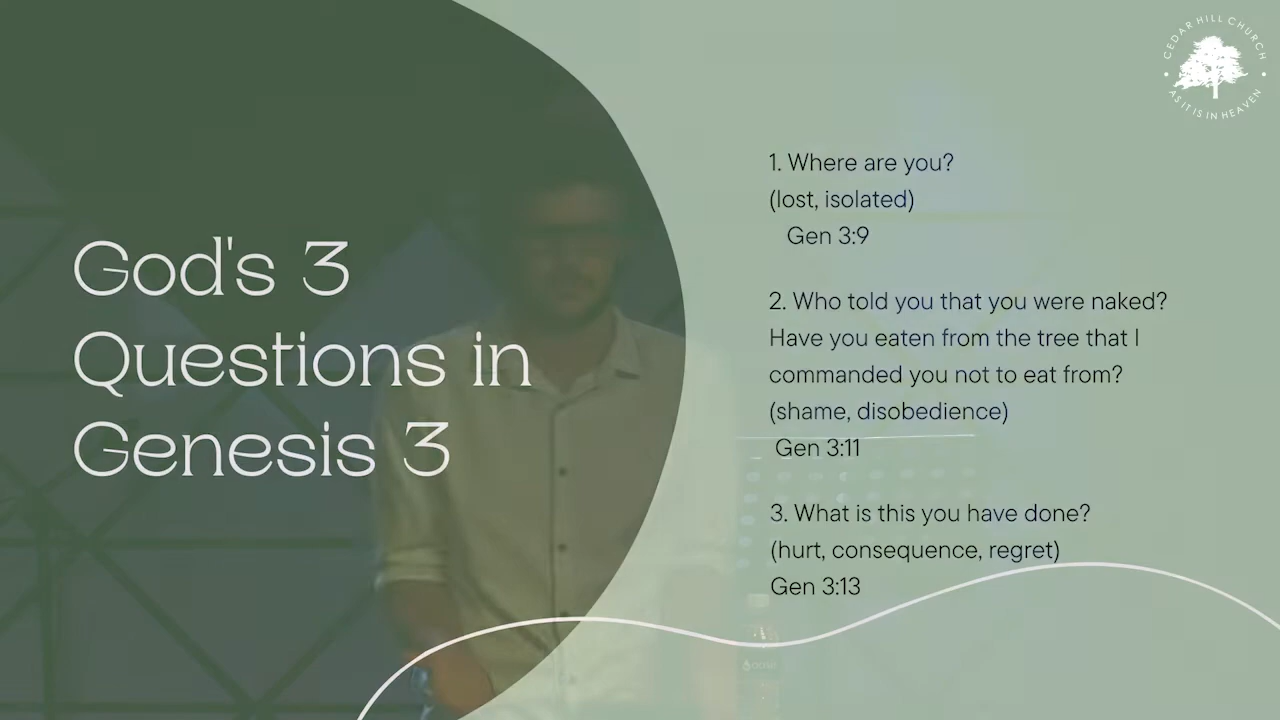 God's 3
Questions in
Genesis 3
CEDAR HILL CHURCH
AS IT IS IN HEAVEN
1. Where are you?
(lost, isolated)
Gen 3:9
2. Who told you that you were naked?
Have you eaten from the tree that I
commanded you not to eat from?
(shame, disobedience)
Gen 3:11
3. What is this you have done?
(hurt, consequence, regret)
Gen 3:13